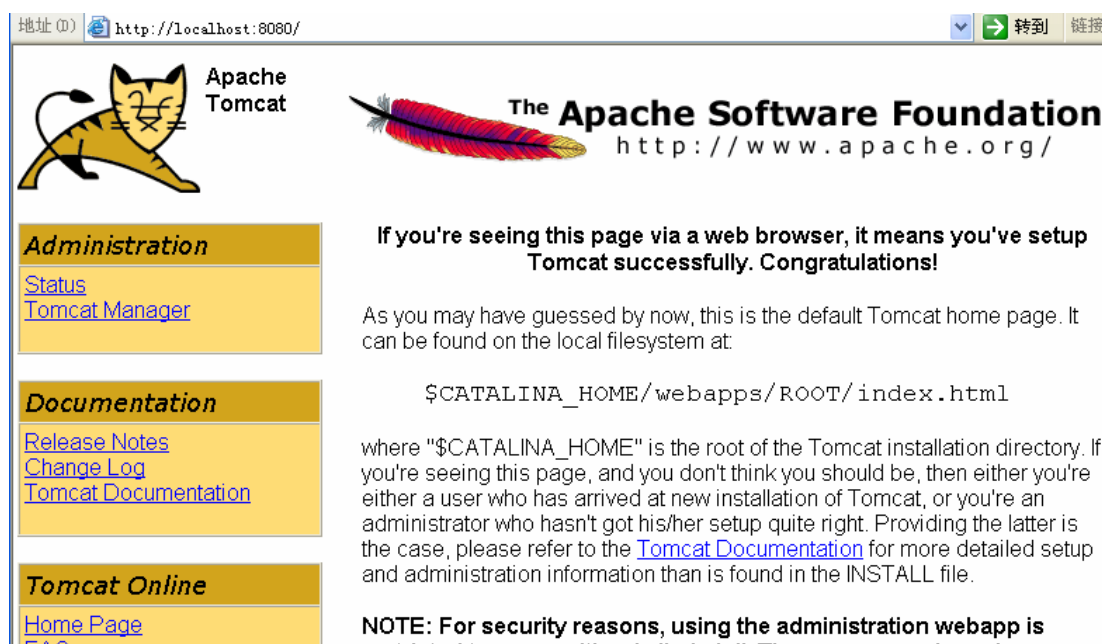 地址(D) http://localhost:8080/ 转到 链接
Apache
Tomcat
The Apache Software Foundation
http://www.apache.org/
Administration
Status
Tomcat Manager
Documentation
Release Notes
Change Log
Tomcat Documentation
Tomcat Online
Home Page
If you're seeing this page via a web browser, it means you've setup
Tomcat successfully. Congratulations!
As you may have guessed by now, this is the default Tomcat home page. It
can be found on the local filesystem at:
$CATALINA_HOME/webapps/ROOT/index.html
where "$CATALINA_HOME" is the root of the Tomcat installation directory. If
you're seeing this page, and you don't think you should be, then either you're
either a user who has arrived at new installation of Tomcat, or you're an
administrator who hasn't got his/her setup quite right. Providing the latter is
the case, please refer to the Tomcat Documentation for more detailed setup
and administration information than is found in the INSTALL file.
NOTE: For security reasons, using the administration webapp is